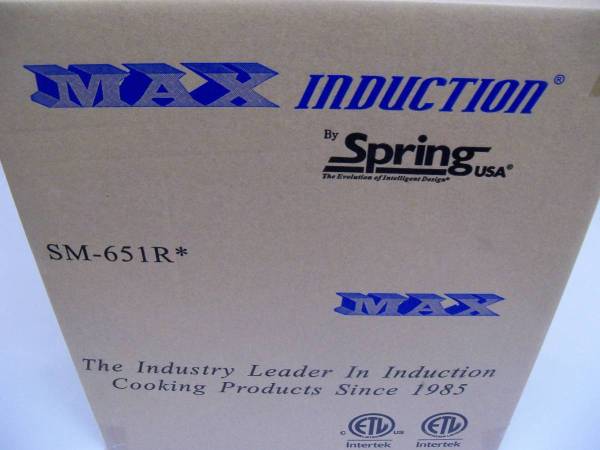 MAX INDUCTION®
By
Spring USA®
The Evolution of Intelligent Design®
SM-651R*
MAX
The Industry Leader In Induction
Cooking Products Since 1985
C ETL US ETL
Intertek Intertek